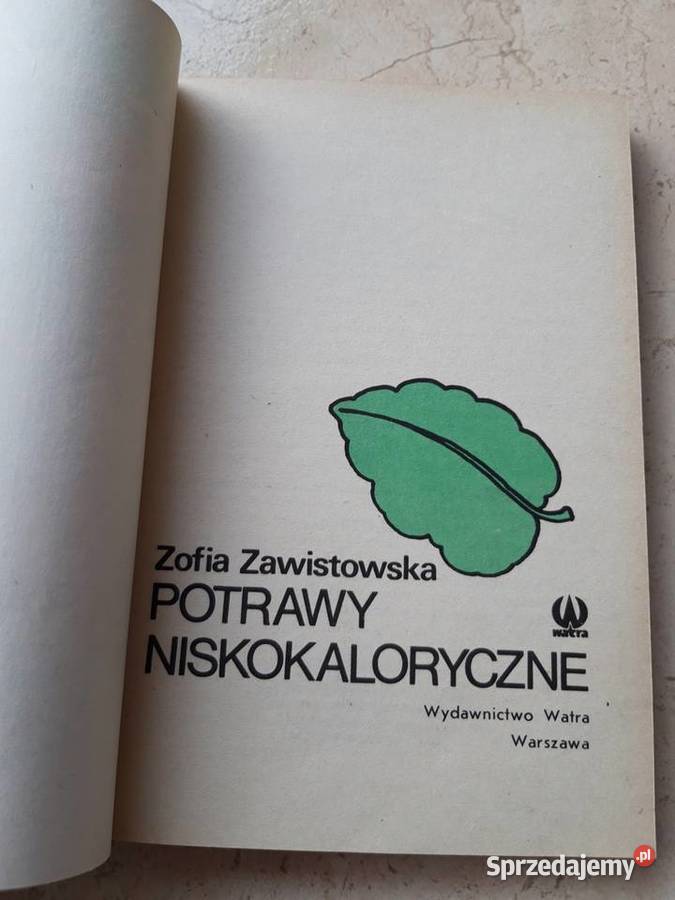 Zofia Zawistowska
POTRAWY
NISKOKALORYCZNE
watra
Wydawnictwo Watra
Warszawa
Sprzedajemy.pl